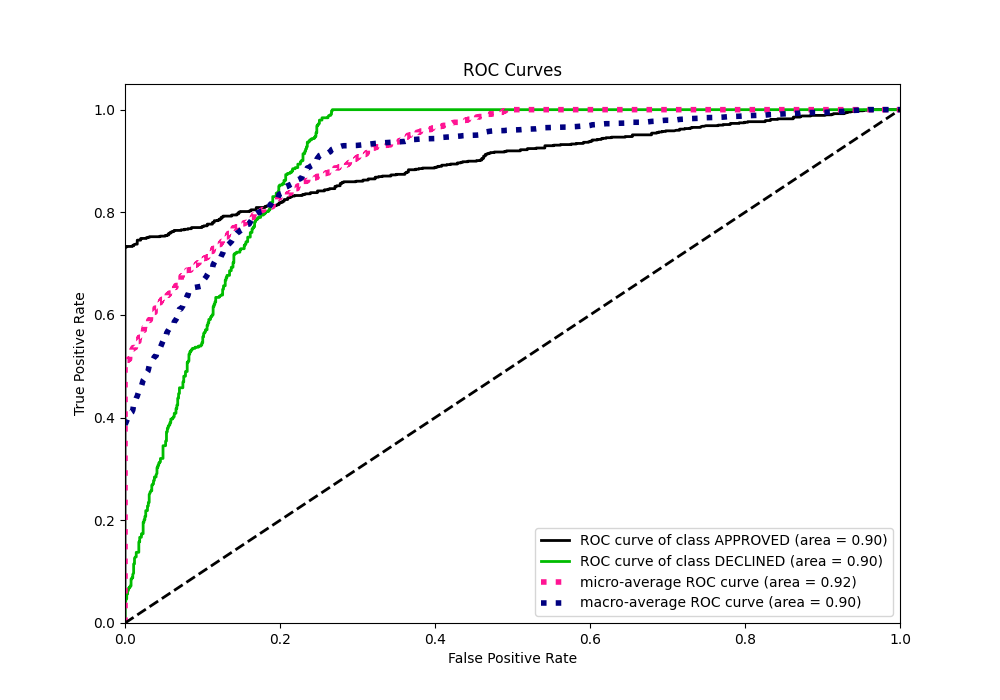 ROC Curves
True Positive Rate
1.0
0.8
0.6
0.4
0.2
0.0
0.0 0.2 0.4 0.6 0.8 1.0
False Positive Rate
ROC curve of class APPROVED (area = 0.90)
ROC curve of class DECLINED (area = 0.90)
micro-average ROC curve (area = 0.92)
macro-average ROC curve (area = 0.90)